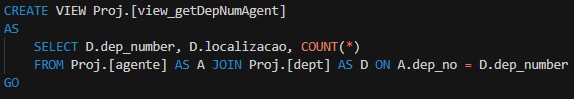 CREATE VIEW Proj.[view_getDepNumAgent]
AS
SELECT D.dep_number, D.localizacao, COUNT(*)
FROM Proj.[agente] AS A JOIN Proj.[dept] AS D ON A.dep_no = D.dep_number
GO